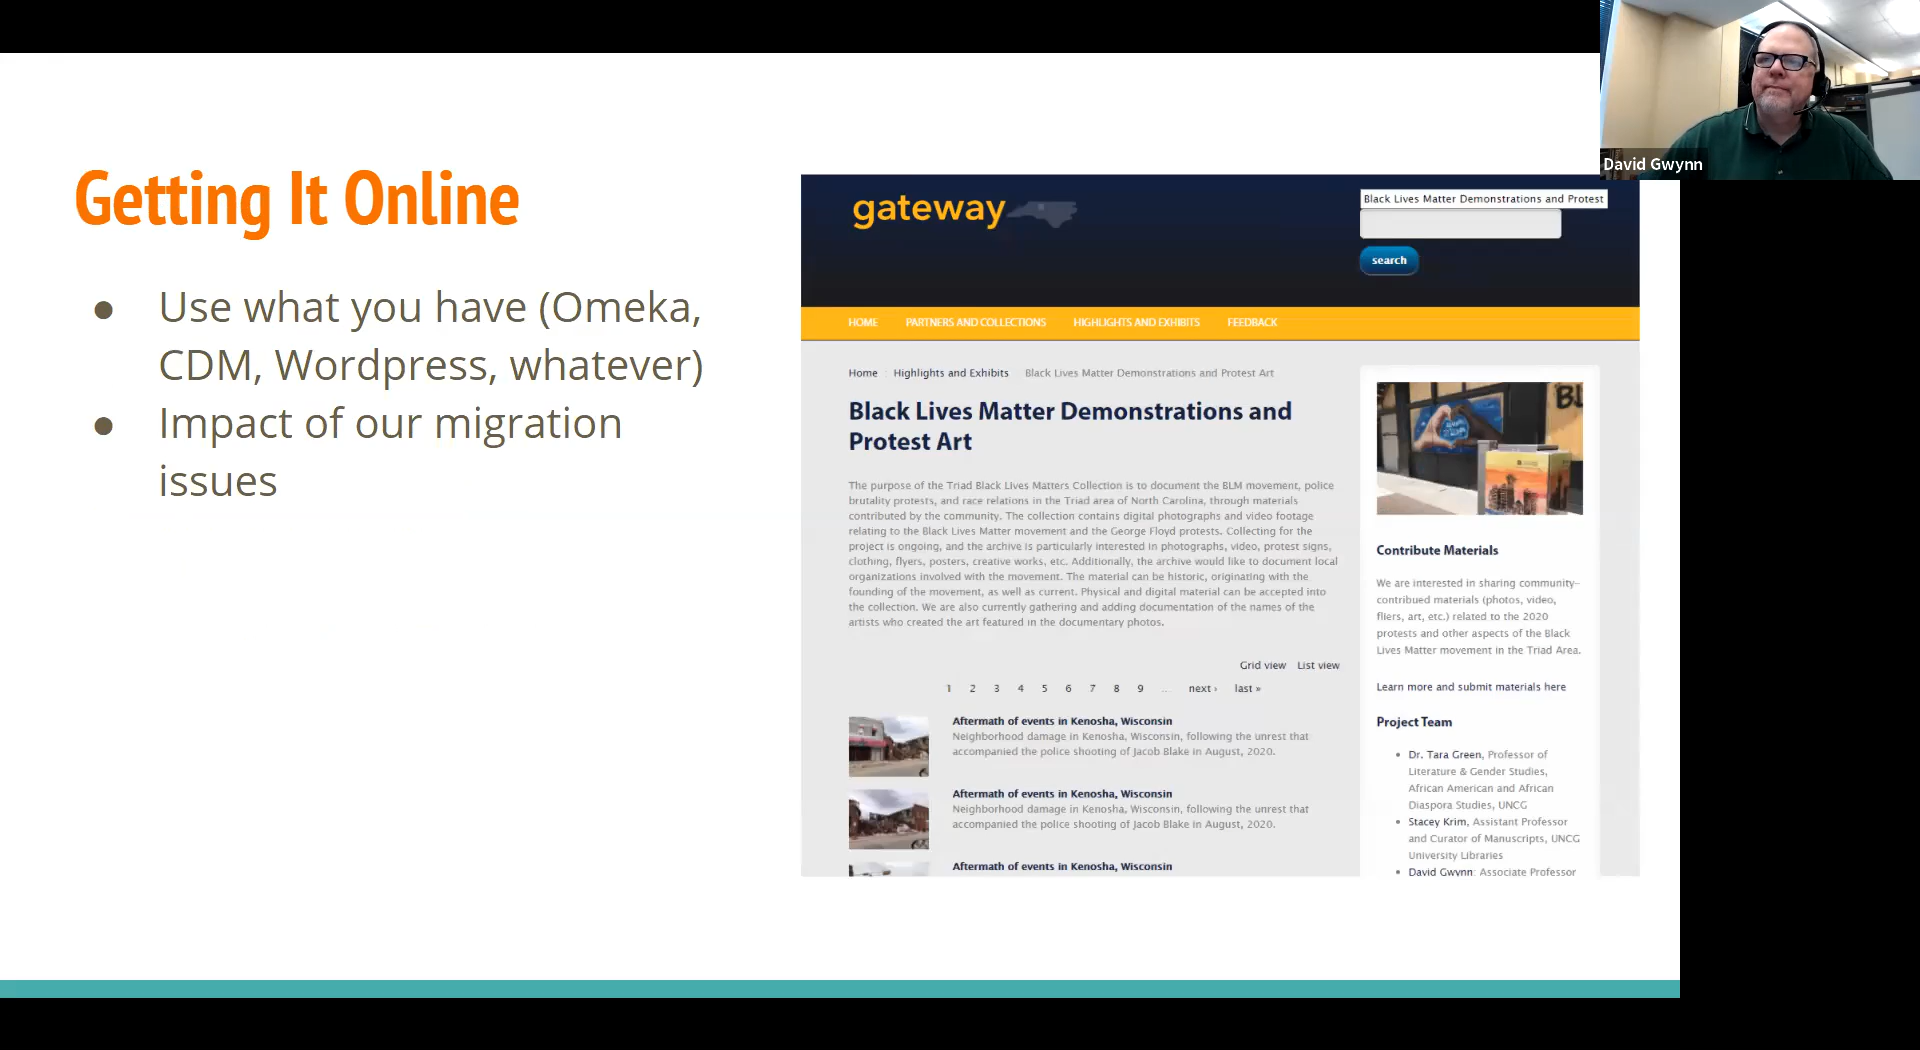 David Gwynn
Getting It Online
● Use what you have (Omeka,
CDM, Wordpress, whatever)
● Impact of our migration
issues
gateway
Black Lives Matter Demonstrations and Protest
search
HOME PARTNERS AND COLLECTIONS HIGHLIGHTS AND EXHIBITS FEEDBACK
Home Highlights and Exhibits Black Lives Matter Demonstrations and Protest Art
Black Lives Matter Demonstrations and
Protest Art
The purpose of the Triad Black Lives Matters Collection is to document the BLM movement, police
brutality protests, and race relations in the Triad area of North Carolina, through materials
contributed by the community. The collection contains digital photographs and video footage
relating to the Black Lives Matter movement and the George Floyd protests. Collecting for the
project is ongoing, and the archive is particularly interested in photographs, video, protest signs,
clothing, flyers, posters, creative works, etc. Additionally, the archive would like to document local
organizations involved with the movement. The material can be historic, originating with the
founding of the movement, as well as current. Physical and digital material can be accepted into
the collection. We are also currently gathering and adding documentation of the names of the
artists who created the art featured in the documentary photos.
Grid view List view
1 2 3 4 5 6 7 8 9 ... next › last »
Aftermath of events in Kenosha, Wisconsin
Neighborhood damage in Kenosha, Wisconsin, following the unrest that
accompanied the police shooting of Jacob Blake in August, 2020.
Aftermath of events in Kenosha, Wisconsin
Neighborhood damage in Kenosha, Wisconsin, following the unrest that
accompanied the police shooting of Jacob Blake in August, 2020.
Aftermath of events in Kenosha, Wisconsin
BL
Contribute Materials
We are interested in sharing community-
contribued materials (photos, video,
fliers, art, etc.) related to the 2020
protests and other aspects of the Black
Lives Matter movement in the Triad Area.
Learn more and submit materials here
Project Team
• Dr. Tara Green, Professor of
Literature & Gender Studies,
African American and African
Diaspora Studies, UNCG
• Stacey Krim, Assistant Professor
and Curator of Manuscripts, UNCG
University Libraries
• David Gwynn: Associate Professor